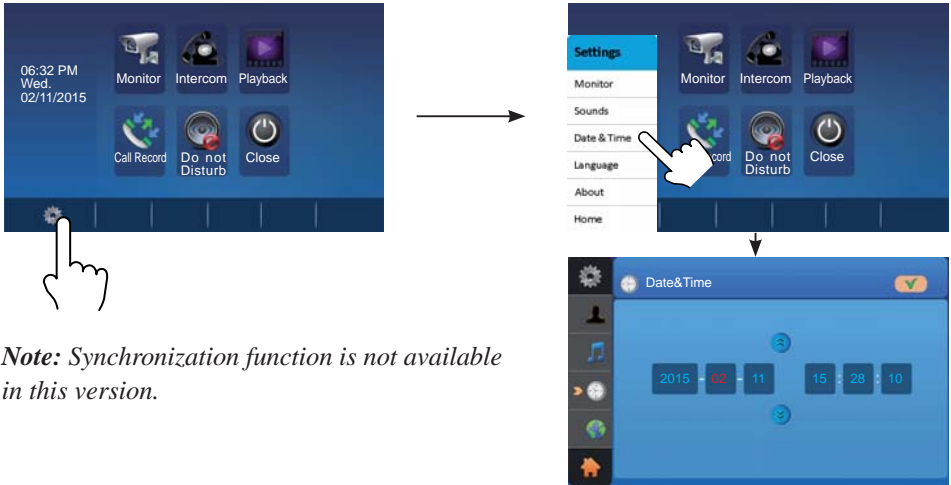 06:32 PM
Wed.
02/11/2015
Monitor Intercom Playback
Call Record Do not Disturb Close
Settings
Monitor
Sounds
Date & Time
Language
About
Home
Monitor Intercom Playback
cord Do not Disturb Close
Date&Time
2015 - 02 - 11 15 : 28 : 10
Note: Synchronization function is not available
in this version.